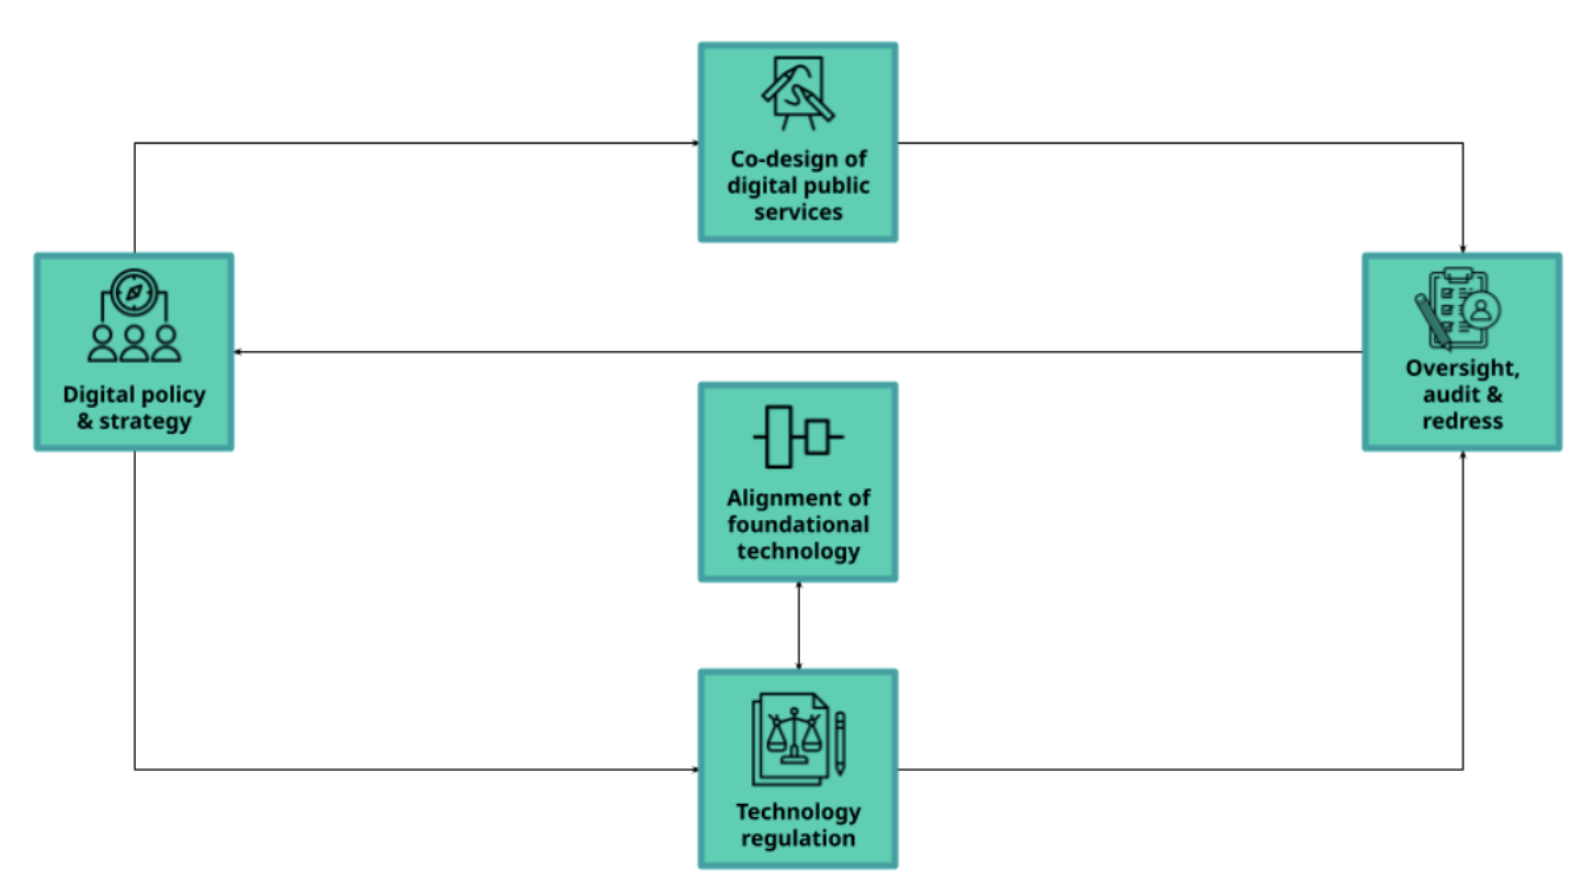 Co-design of
digital public
services
Digital policy
& strategy
Oversight,
audit &
redress
Alignment of
foundational
technology
Technology
regulation